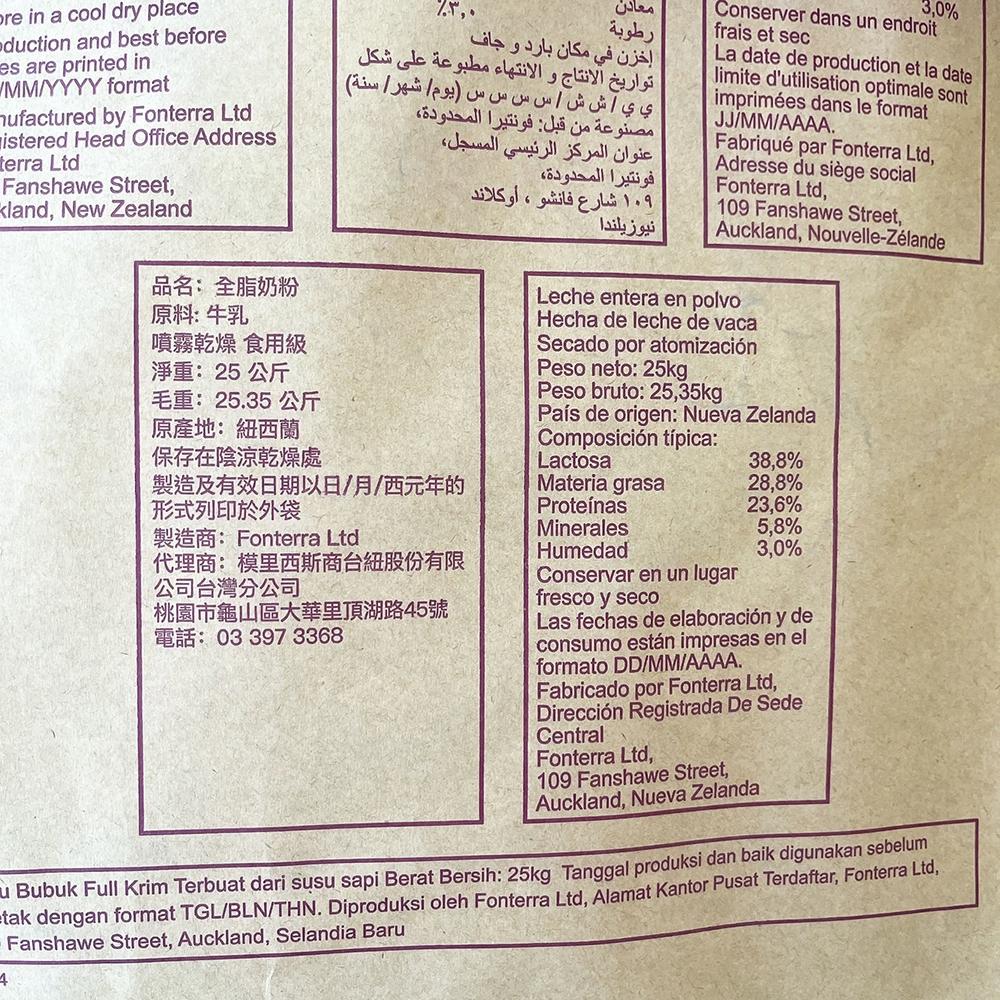 in a cool dry place
and best before
are printed in
/MM/YYYY format
by Fonterra Ltd
Head Office Address
Ltd
Fanshawe Street,
New Zealand
معادن
رطوبة ٣,٠٪
إخزن في مكان بارد و جاف
تواريخ الانتاج و الانتهاء مطبوعة على شكل
ي ي / ش ش / س س س س (يوم/ شهر/ سنة)
مصنوعة من قبل: فونتيرا المحدودة،
عنوان المركز الرئيسي المسجل،
فونتيرا المحدودة،
١٠٩ شارع فانشو ، أوكلاند
نيوزيلندا
3,0%
Conserver dans un endroit
frais et sec
La date de production et la date
limite d'utilisation optimale sont
imprimées dans le format
JJ/MM/AAAA.
Fabriqué par Fonterra Ltd,
Adresse du siège social
Fonterra Ltd,
109 Fanshawe Street,
Auckland, Nouvelle-Zélande
品名：全脂奶粉
原料: 牛乳
噴霧乾燥 食用級
淨重：25 公斤
毛重：25.35 公斤
原產地：紐西蘭
保存在陰涼乾燥處
製造及有效日期以日/月/西元年的
形式列印於外袋
製造商：Fonterra Ltd
代理商：模里西斯商台紐股份有限
公司台灣分公司
桃園市龜山區大華里頂湖路45號
電話：03 397 3368
Leche entera en polvo
Hecha de leche de vaca
Secado por atomización
Peso neto: 25kg
Peso bruto: 25,35kg
País de origen: Nueva Zelanda
Composición típica:
Lactosa 38,8%
Materia grasa 28,8%
Proteínas 23,6%
Minerales 5,8%
Humedad 3,0%
Conservar en un lugar
fresco y seco
Las fechas de elaboración y de
consumo están impresas en el
formato DD/MM/AAAA.
Fabricado por Fonterra Ltd,
Dirección Registrada De Sede
Central
Fonterra Ltd,
109 Fanshawe Street,
Auckland, Nueva Zelanda
Bubuk Full Krim Terbuat dari susu sapi Berat Bersih: 25kg Tanggal produksi dan baik digunakan sebelum
dengan format TGL/BLN/THN. Diproduksi oleh Fonterra Ltd, Alamat Kantor Pusat Terdaftar, Fonterra Ltd,
Fanshawe Street, Auckland, Selandia Baru
4